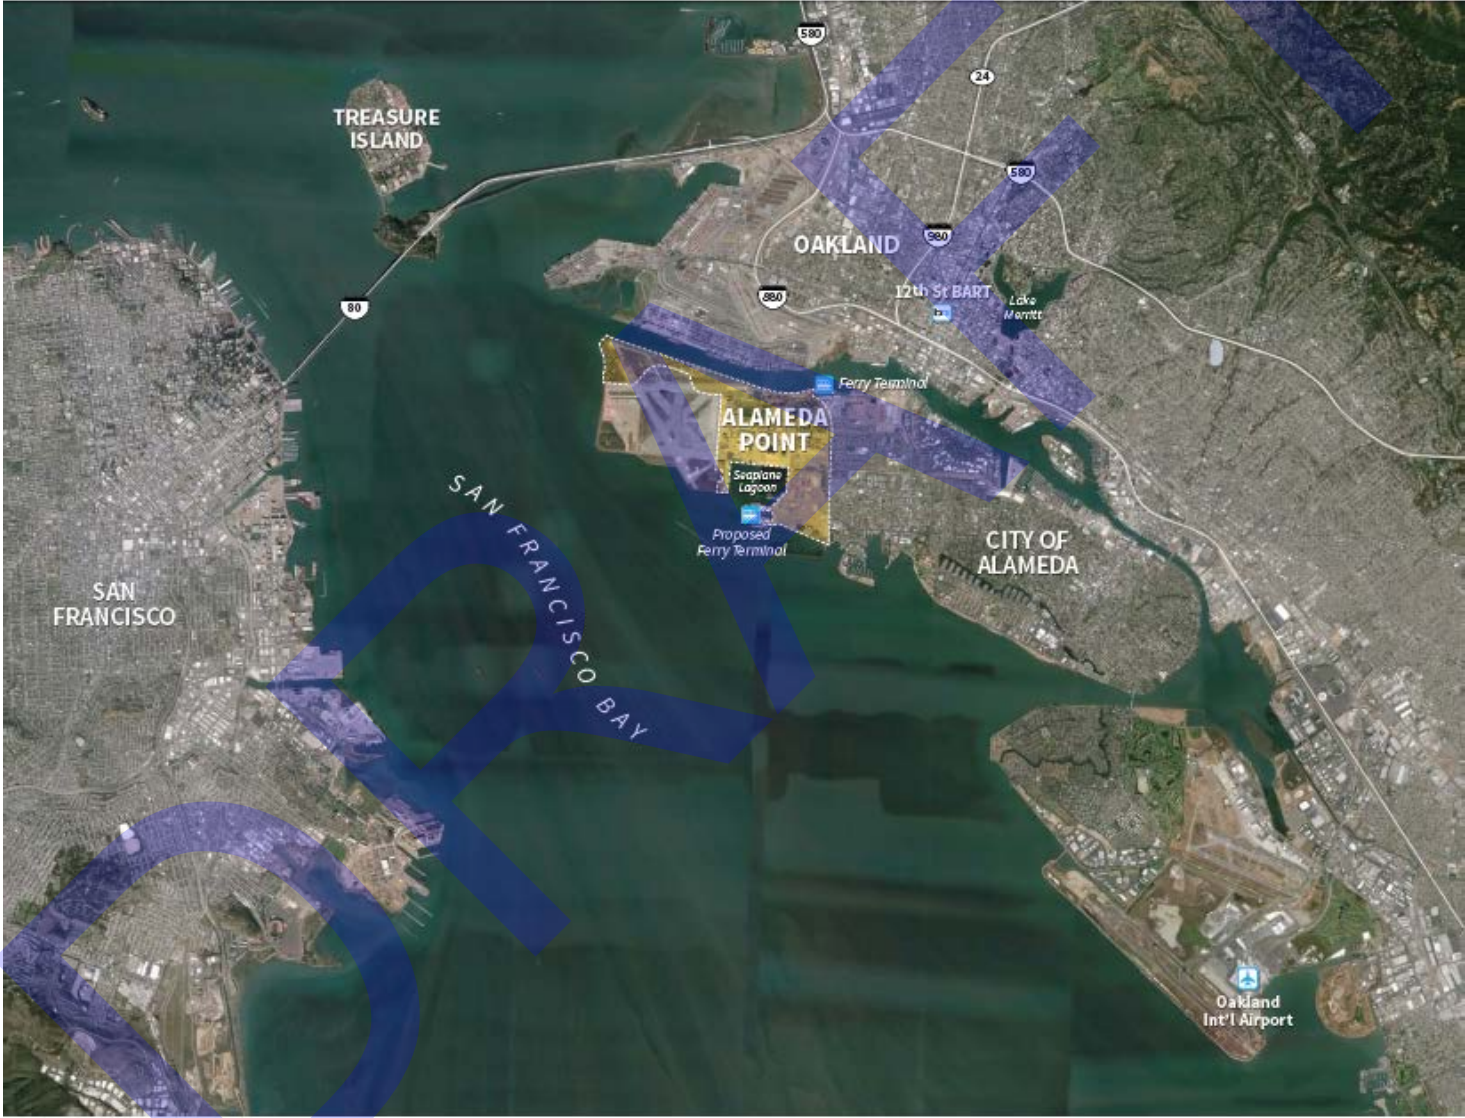 580
24
TREASURE
ISLAND
580
980
OAKLAND
12th St BART
880
Lake
Merritt
80
Ferry Terminal
ALAMEDA
POINT
Seaplane
Lagoon
Proposed
Ferry Terminal
SAN FRANCISCO BAY
CITY OF
ALAMEDA
SAN
FRANCISCO
Oakland
Int'l Airport
DRAFT